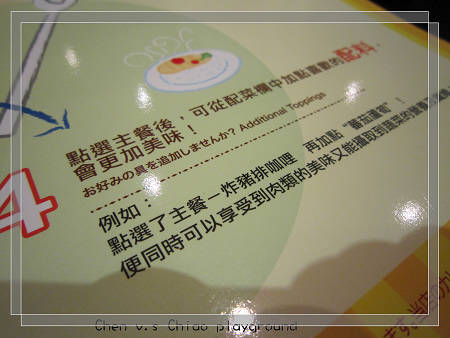 點選主餐後，可從配菜欄中加點喜歡的配料，
會更加美味！
お好みの具を追加しませんか？ Additional Toppings
4
例如：
點選了主餐－炸豬排咖哩，再加點“蕃茄蘆筍”！
便同時可以享受到肉類的美味又能攝取到蔬菜的
Chen v.s Chiao playground